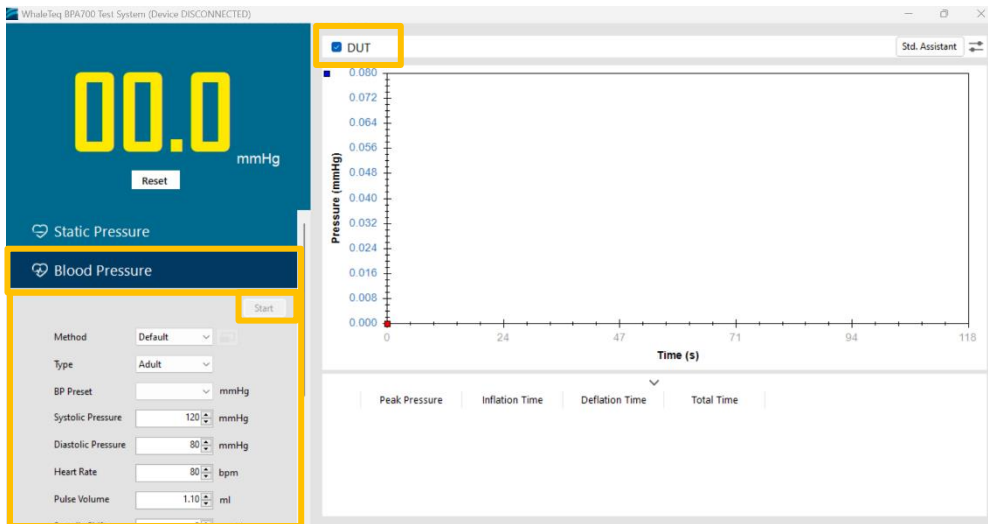 WhaleTeq BPA700 Test System (Device DISCONNECTED)
00.0
mmHg
Reset
Static Pressure
Blood Pressure
Start
Method Default
Type Adult
BP Preset mmHg
Systolic Pressure 120 mmHg
Diastolic Pressure 80 mmHg
Heart Rate 80 bpm
Pulse Volume 1.10 ml
DUT
Std. Assistant
Pressure (mmHg)
0.080
0.072
0.064
0.056
0.048
0.040
0.032
0.024
0.016
0.008
0.000
0 24 47 71 94 118
Time (s)
Peak Pressure Inflation Time Deflation Time Total Time